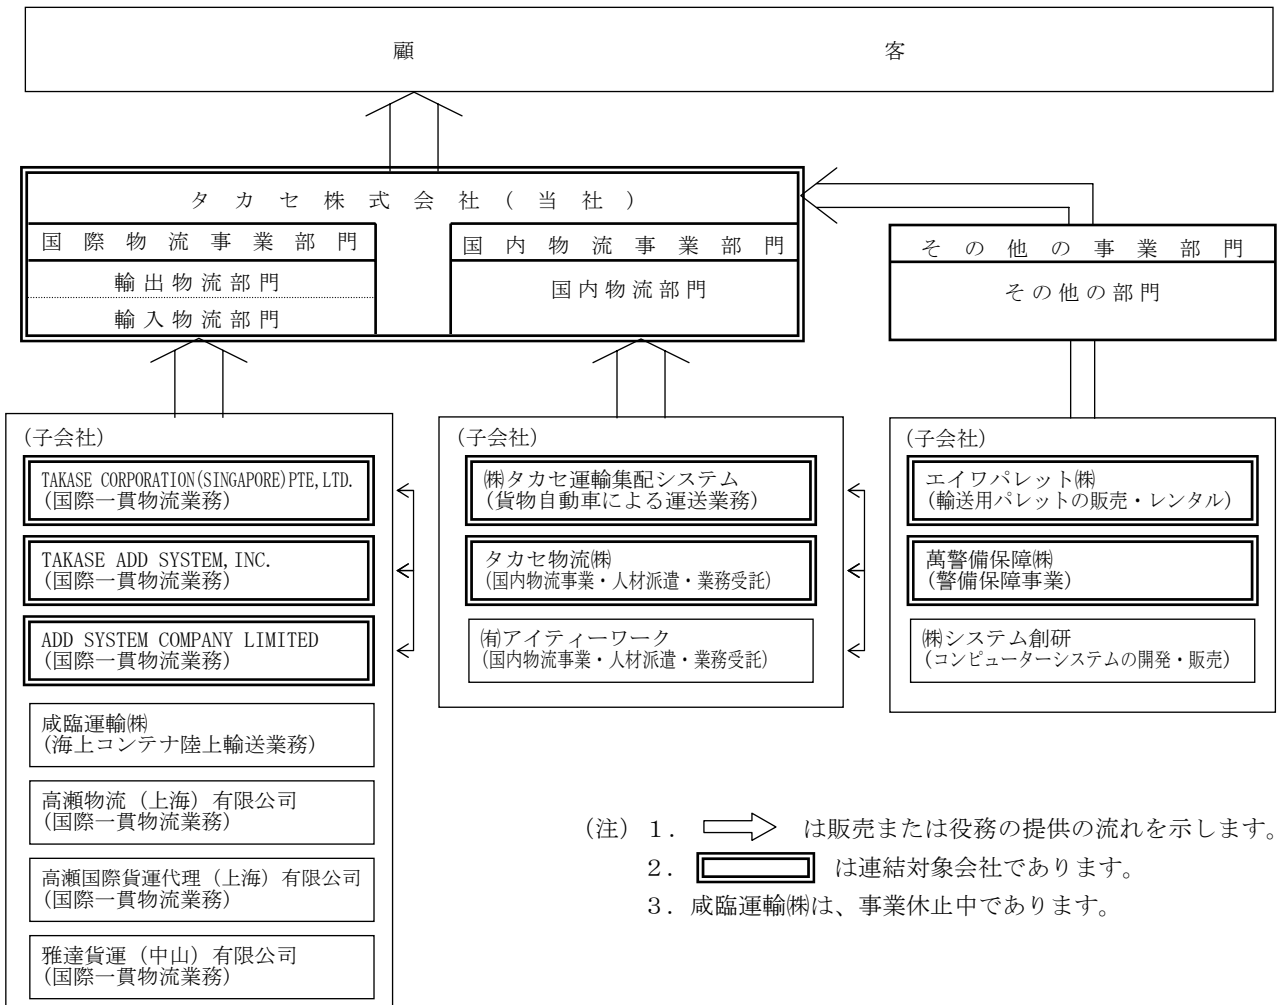 顧客
タカセ株式会社(当社)
国際物流事業部門
輸出物流部門
輸入物流部門
国内物流事業部門
国内物流部門
その他の事業部門
その他の部門
(子会社)
TAKASE CORPORATION(SINGAPORE)PTE,LTD.
(国際一貫物流業務)
TAKASE ADD SYSTEM,INC.
(国際一貫物流業務)
ADD SYSTEM COMPANY LIMITED
(国際一貫物流業務)
咸臨運輸㈱
(海上コンテナ陸上輸送業務)
高瀬物流(上海)有限公司
(国際一貫物流業務)
高瀬国際貨運代理(上海)有限公司
(国際一貫物流業務)
雅達貨運(中山)有限公司
(国際一貫物流業務)
(子会社)
㈱タカセ運輸集配システム
(貨物自動車による運送業務)
タカセ物流㈱
(国内物流事業・人材派遣・業務受託)
㈲アイティーワーク
(国内物流事業・人材派遣・業務受託)
(子会社)
エイワパレット㈱
(輸送用パレットの販売・レンタル)
萬警備保障㈱
(警備保障事業)
㈱システム創研
(コンピューターシステムの開発・販売)
(注)1. は販売または役務の提供の流れを示します。
2. は連結対象会社であります。
3.咸臨運輸㈱は、事業休止中であります。